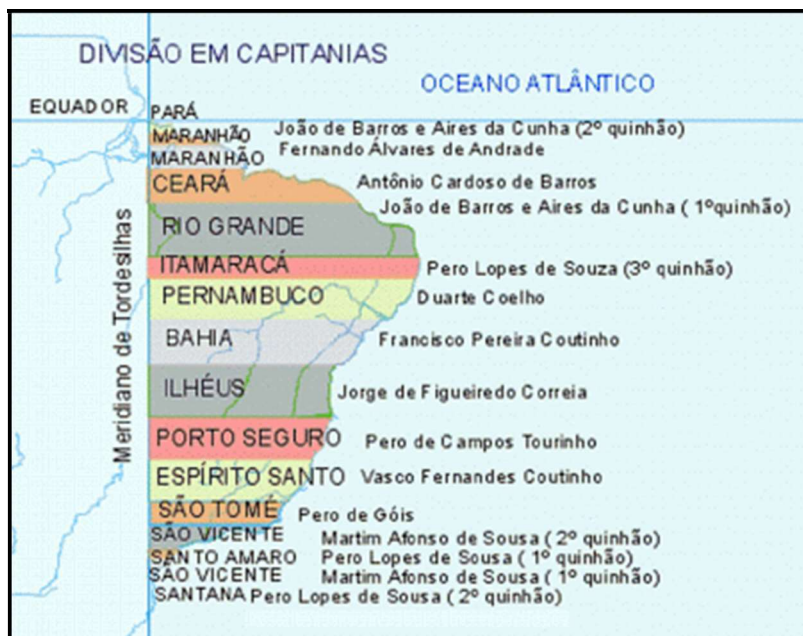 DIVISÃO EM CAPITANIAS
OCEANO ATLÂNTICO
EQUADOR
PARÁ
MARANHÃO João de Barros e Aires da Cunha (2º quinhão)
MARANHÃO Fernando Álvares de Andrade
CEARÁ Antônio Cardoso de Barros
João de Barros e Aires da Cunha ( 1ºquinhão)
RIO GRANDE
ITAMARACÁ Pero Lopes de Souza (3º quinhão)
PERNAMBUCO Duarte Coelho
BAHIA Francisco Pereira Coutinho
ILHÉUS Jorge de Figueiredo Correia
PORTO SEGURO Pero de Campos Tourinho
ESPÍRITO SANTO Vasco Fernandes Coutinho
SÃO TOMÉ Pero de Góis
SÃO VICENTE Martim Afonso de Sousa ( 2º quinhão)
SANTO AMARO Pero Lopes de Sousa ( 1º quinhão)
SÃO VICENTE Martim Afonso de Sousa ( 1º quinhão)
SANTANA Pero Lopes de Sousa ( 2º quinhão)
Meridiano de Tordesilhas